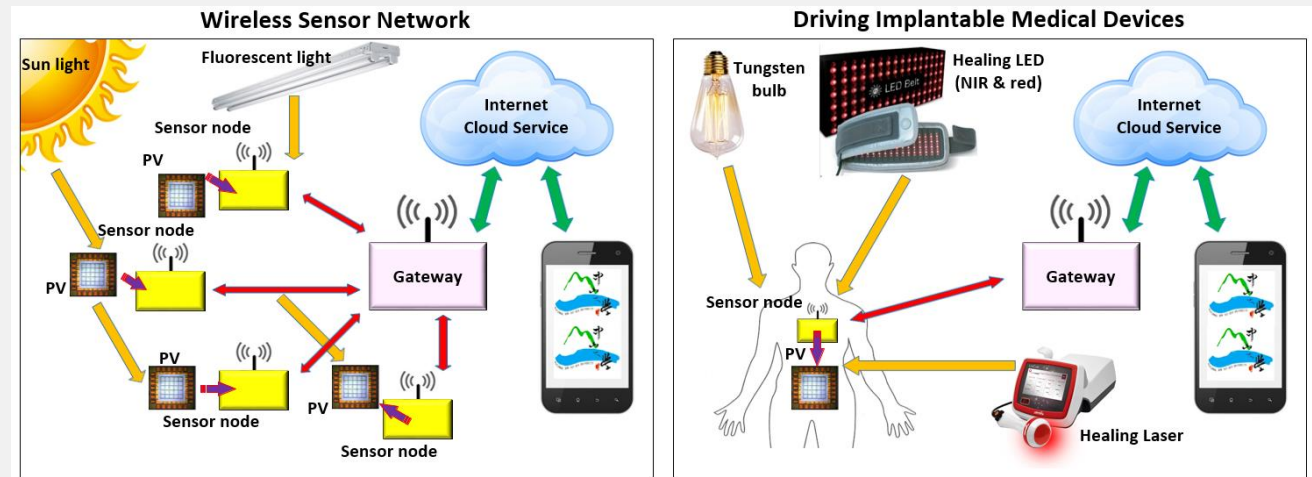 Wireless Sensor Network
Sun light
Fluorescent light
Sensor node
PV
Sensor node
PV
PV
Sensor node
PV
Sensor node
Internet
Cloud Service
Gateway
Driving Implantable Medical Devices
Tungsten
bulb
Healing LED
(NIR & red)
LED Belt
Internet
Cloud Service
Gateway
Sensor node
PV
Healing Laser